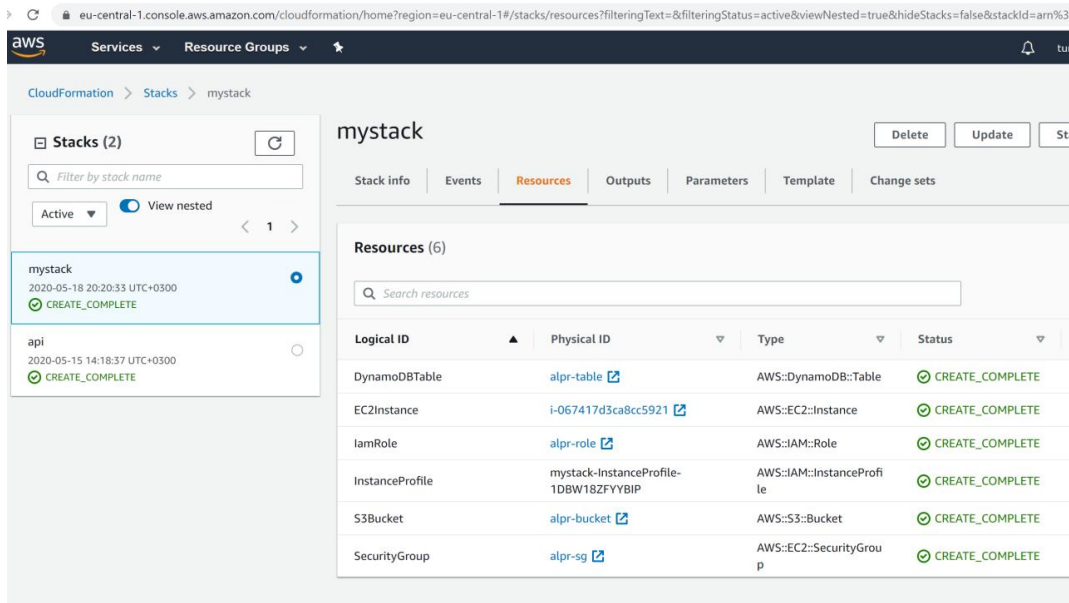 eu-central-1.console.aws.amazon.com/cloudformation/home?region=eu-central-1#/stacks/resources?filteringText=&filteringStatus=active&viewNested=true&hideStacks=false&stackId=arn%3
aws Services Resource Groups tu
CloudFormation > Stacks > mystack
Stacks (2)
Filter by stack name
Active View nested
< 1 >
mystack
2020-05-18 20:20:33 UTC+0300
CREATE_COMPLETE
api
2020-05-15 14:18:37 UTC+0300
CREATE_COMPLETE
mystack
Delete Update St
Stack info Events Resources Outputs Parameters Template Change sets
Resources (6)
Search resources
Logical ID Physical ID Type Status
DynamoDBTable alpr-table AWS::DynamoDB::Table CREATE_COMPLETE
EC2Instance i-067417d3ca8cc5921 AWS::EC2::Instance CREATE_COMPLETE
IamRole alpr-role AWS::IAM::Role CREATE_COMPLETE
InstanceProfile mystack-InstanceProfile- AWS::IAM::InstanceProfi CREATE_COMPLETE
1DBW18ZFYYBIP le
S3Bucket alpr-bucket AWS::S3::Bucket CREATE_COMPLETE
SecurityGroup alpr-sg AWS::EC2::SecurityGrou CREATE_COMPLETE
p